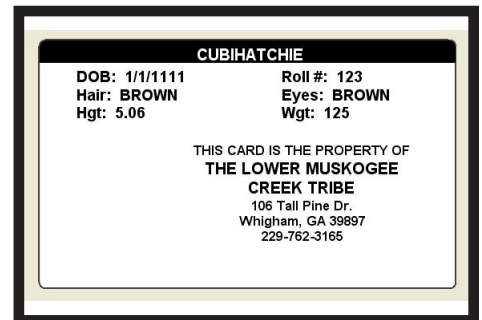 CUBIHATCHIE
DOB: 1/1/1111 Roll #: 123
Hair: BROWN Eyes: BROWN
Hgt: 5.06 Wgt: 125
THIS CARD IS THE PROPERTY OF
THE LOWER MUSKOGEE
CREEK TRIBE
106 Tall Pine Dr.
Whigham, GA 39897
229-762-3165